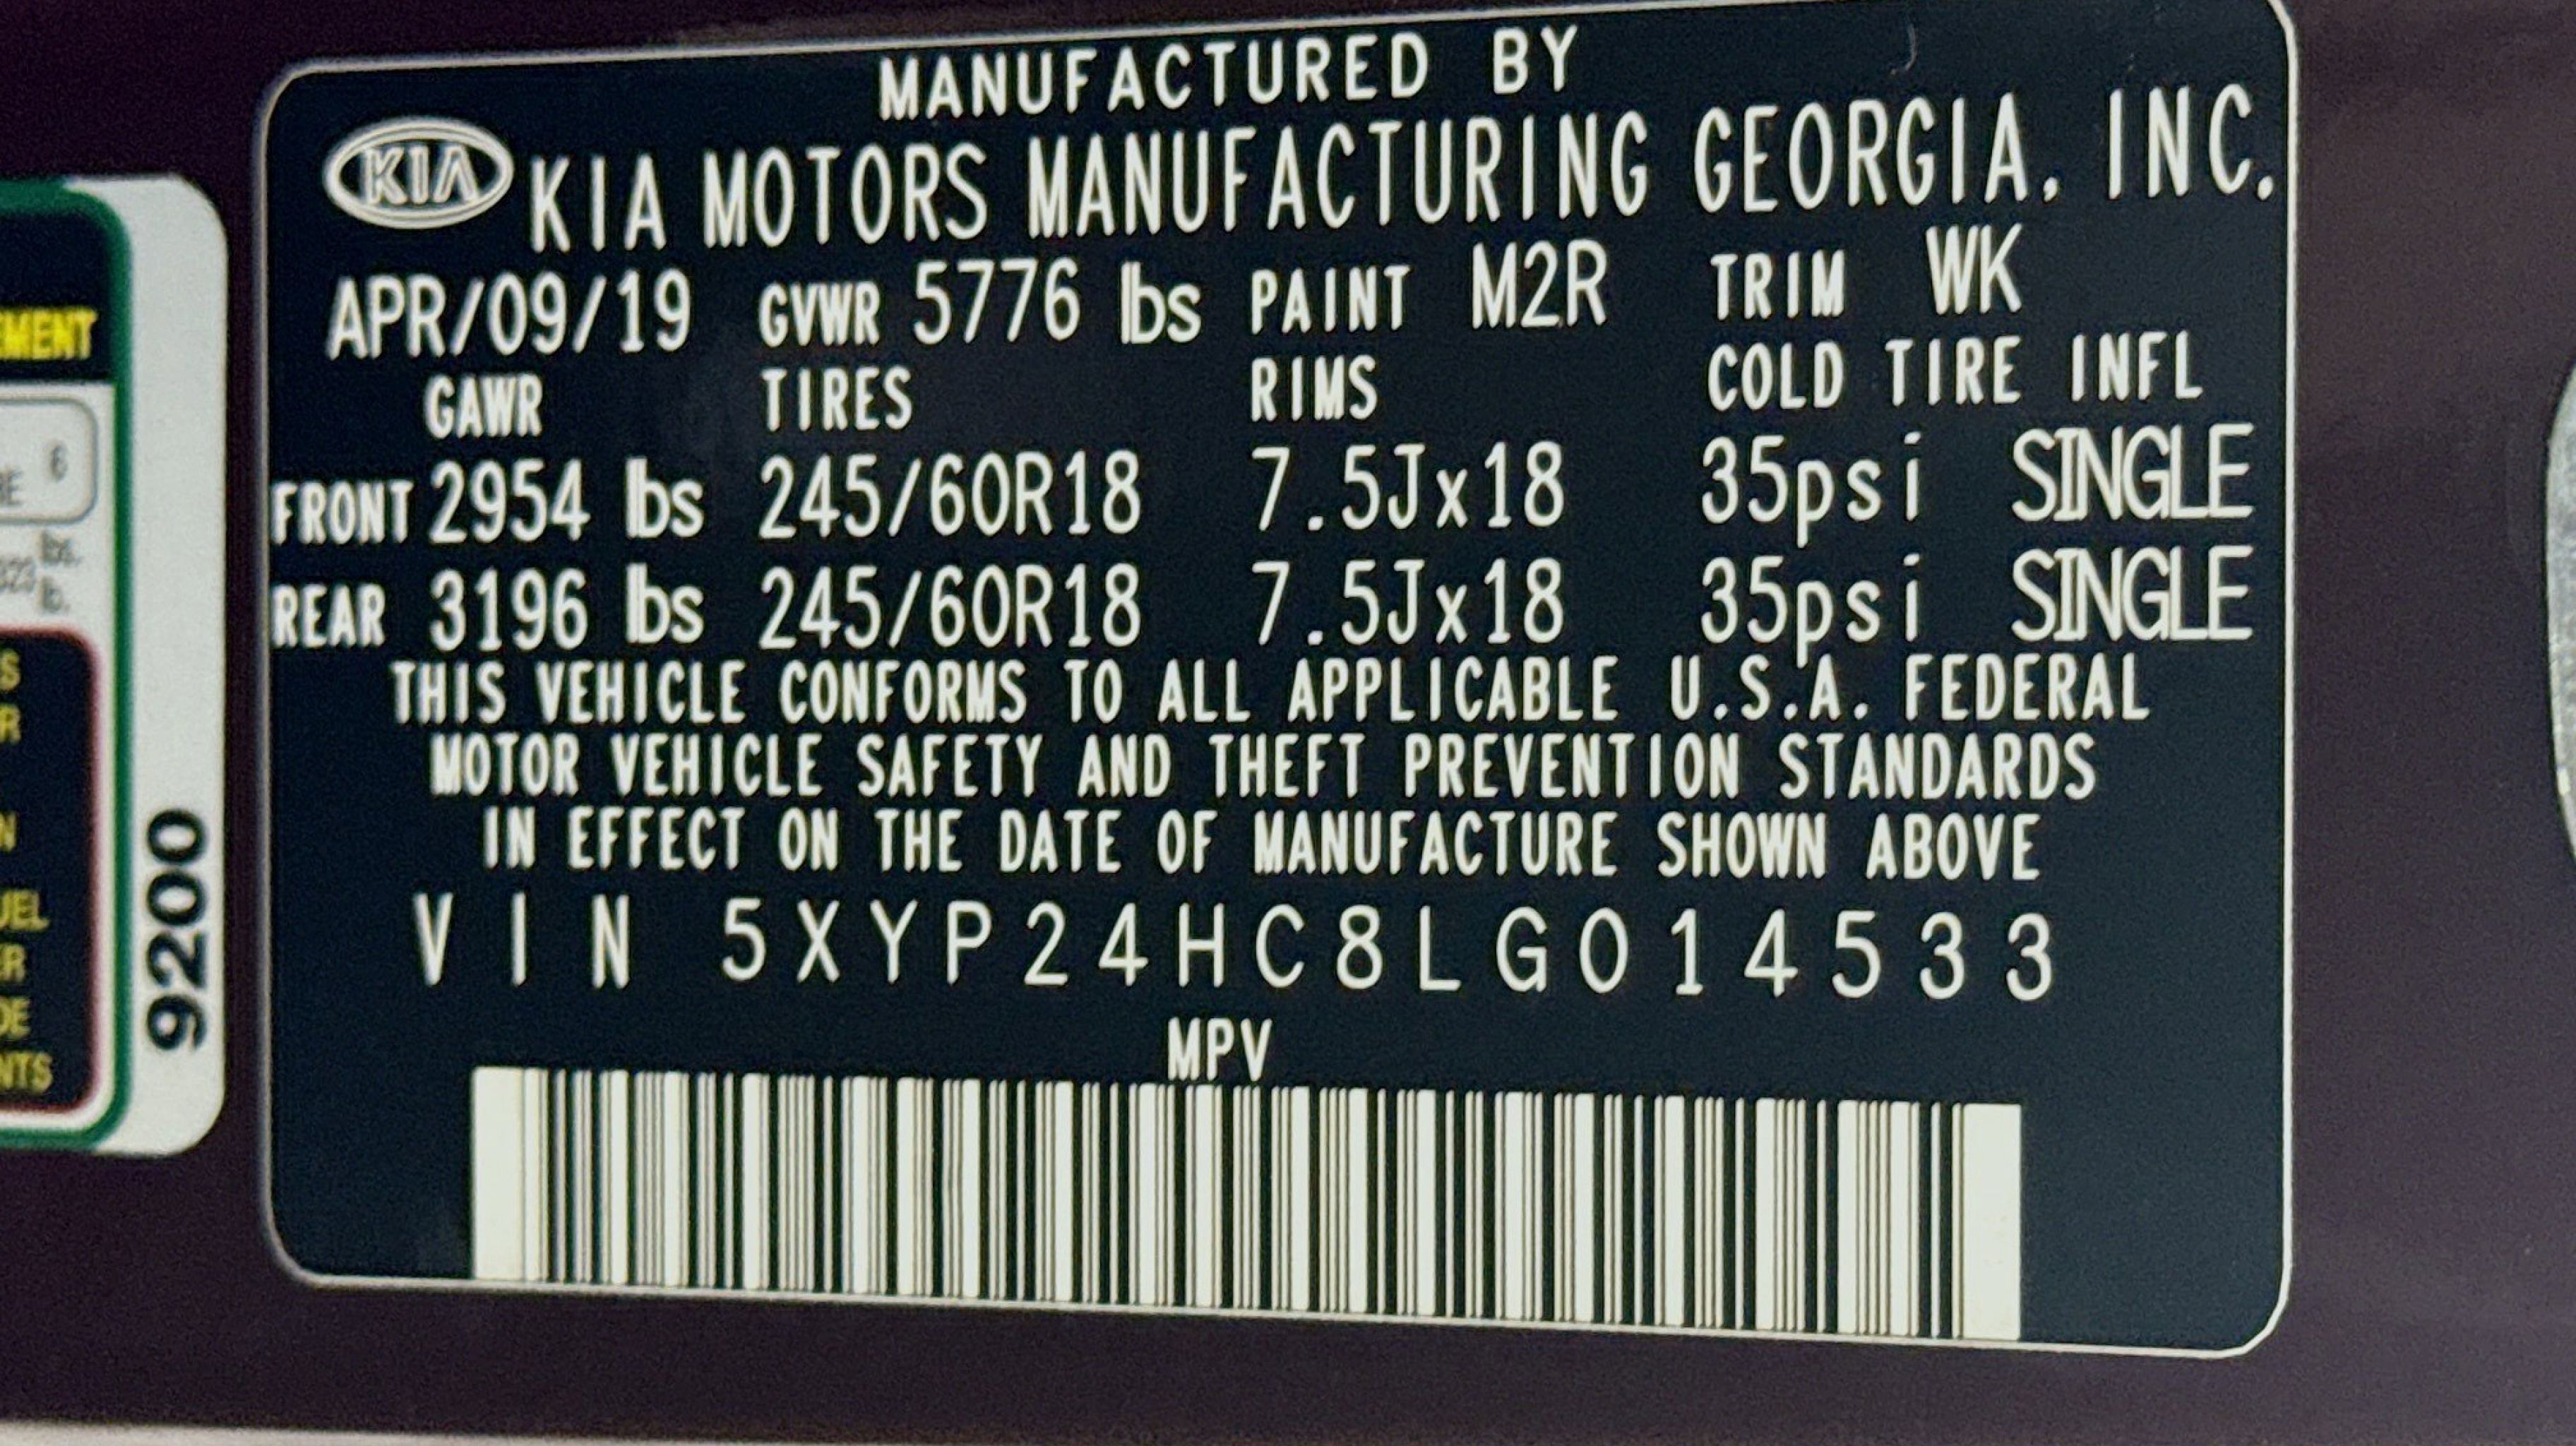 MANUFACTURED BY
KIA KIA MOTORS MANUFACTURING GEORGIA, INC.
APR/09/19 GVWR 5776 lbs PAINT M2R TRIM WK
GAWR TIRES RIMS COLD TIRE INFL
FRONT 2954 lbs 245/60R18 7.5Jx18 35psi SINGLE
REAR 3196 lbs 245/60R18 7.5Jx18 35psi SINGLE
THIS VEHICLE CONFORMS TO ALL APPLICABLE U.S.A. FEDERAL
MOTOR VEHICLE SAFETY AND THEFT PREVENTION STANDARDS
IN EFFECT ON THE DATE OF MANUFACTURE SHOWN ABOVE
VIN 5XYP24HC8LG014533
MPV
6
lbs.
lb.
9200